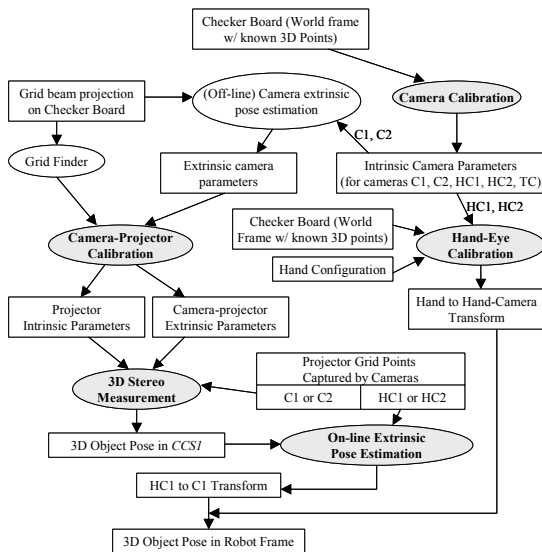 Checker Board (World frame
w/ known 3D Points)
Grid beam projection
on Checker Board
(Off-line) Camera extrinsic
pose estimation
Camera Calibration
C1, C2
Grid Finder
Extrinsic camera
parameters
Intrinsic Camera Parameters
(for cameras C1, C2, HC1, HC2, TC)
HC1, HC2
Checker Board (World
Frame w/ known 3D points)
Camera-Projector
Calibration
Hand-Eye
Calibration
Hand Configuration
Projector
Intrinsic Parameters
Camera-projector
Extrinsic Parameters
Hand to Hand-Camera
Transform
Projector Grid Points
Captured by Cameras
C1 or C2
HC1 or HC2
3D Stereo
Measurement
3D Object Pose in CCS1
On-line Extrinsic
Pose Estimation
HC1 to C1 Transform
3D Object Pose in Robot Frame